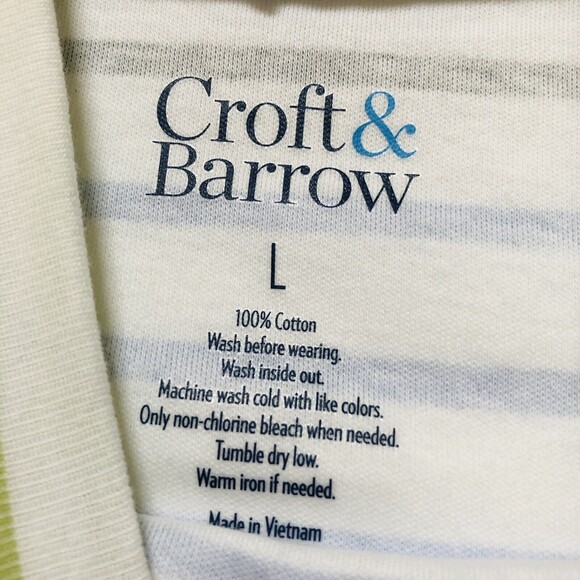 Croft &
Barrow
L
100% Cotton
Wash before wearing.
Wash inside out.
Machine wash cold with like colors.
Only non-chlorine bleach when needed.
Tumble dry low.
Warm iron if needed.
Made in Vietnam